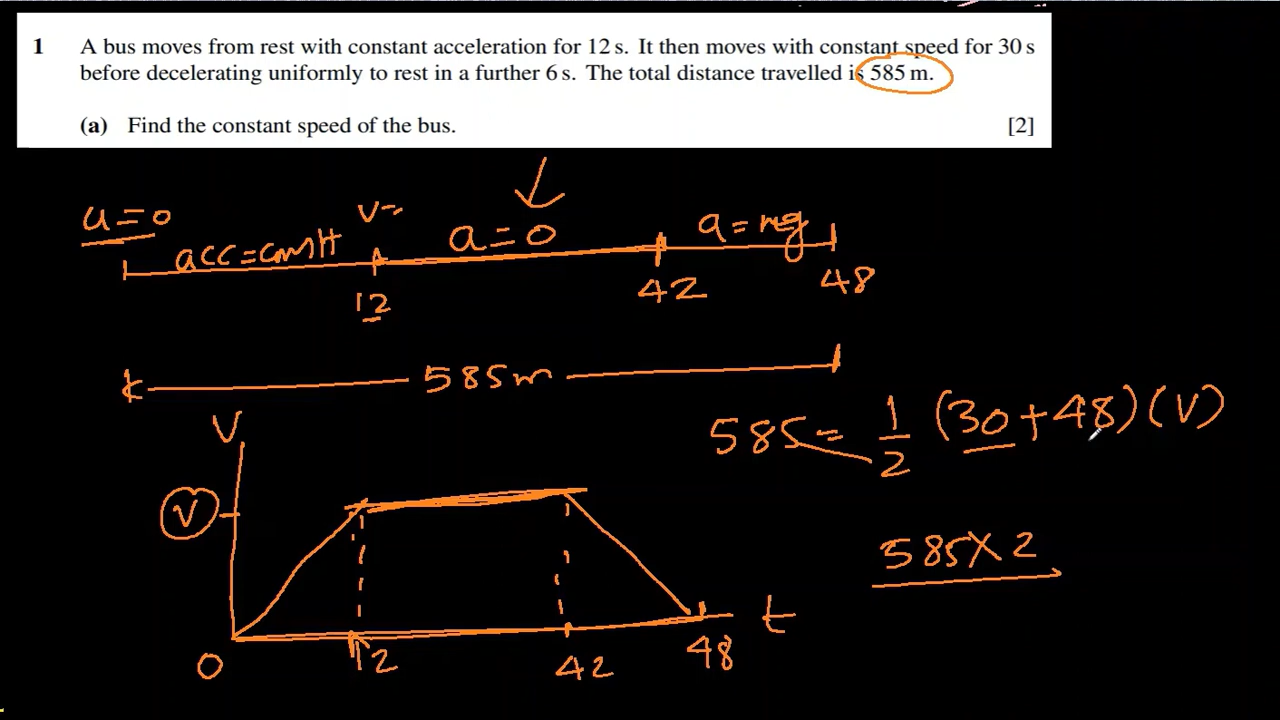 1 A bus moves from rest with constant acceleration for 12 s. It then moves with constant speed for 30 s
before decelerating uniformly to rest in a further 6 s. The total distance travelled is 585 m.
(a) Find the constant speed of the bus. [2]
u=0
acc=const
v=
a=0
a=neg
12
42
48
585m
V
V
0
12
42
48
t
585= 1/2 (30+48)(V)
585×2